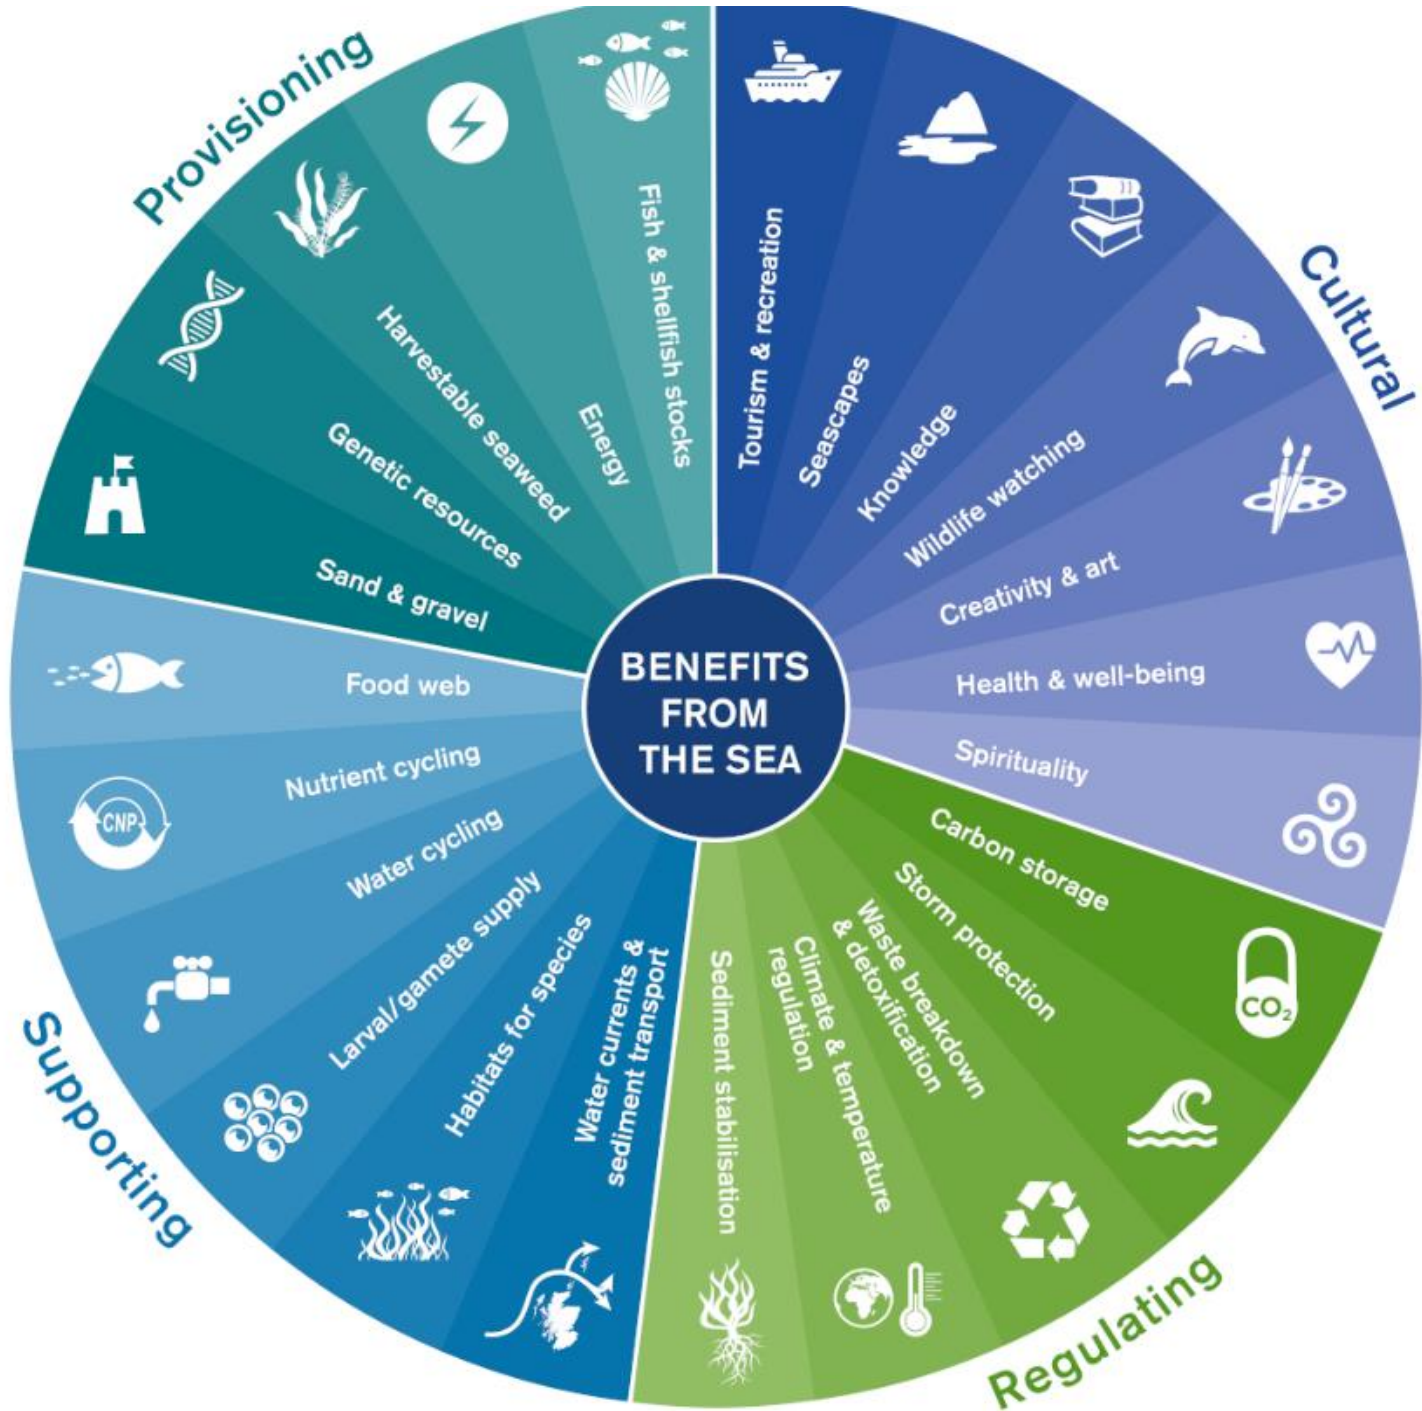 Provisioning
Fish & shellfish stocks
Energy
Harvestable seaweed
Genetic resources
Sand & gravel
Cultural
Tourism & recreation
Seascapes
Knowledge
Wildlife watching
Creativity & art
Health & well-being
Spirituality
BENEFITS
FROM
THE SEA
Regulating
Carbon storage
CO₂
Storm protection
Waste breakdown
& detoxification
Climate & temperature
regulation
Sediment stabilisation
Supporting
Food web
Nutrient cycling
CNP
Water cycling
Larval/gamete supply
Habitats for species
Water currents &
sediment transport